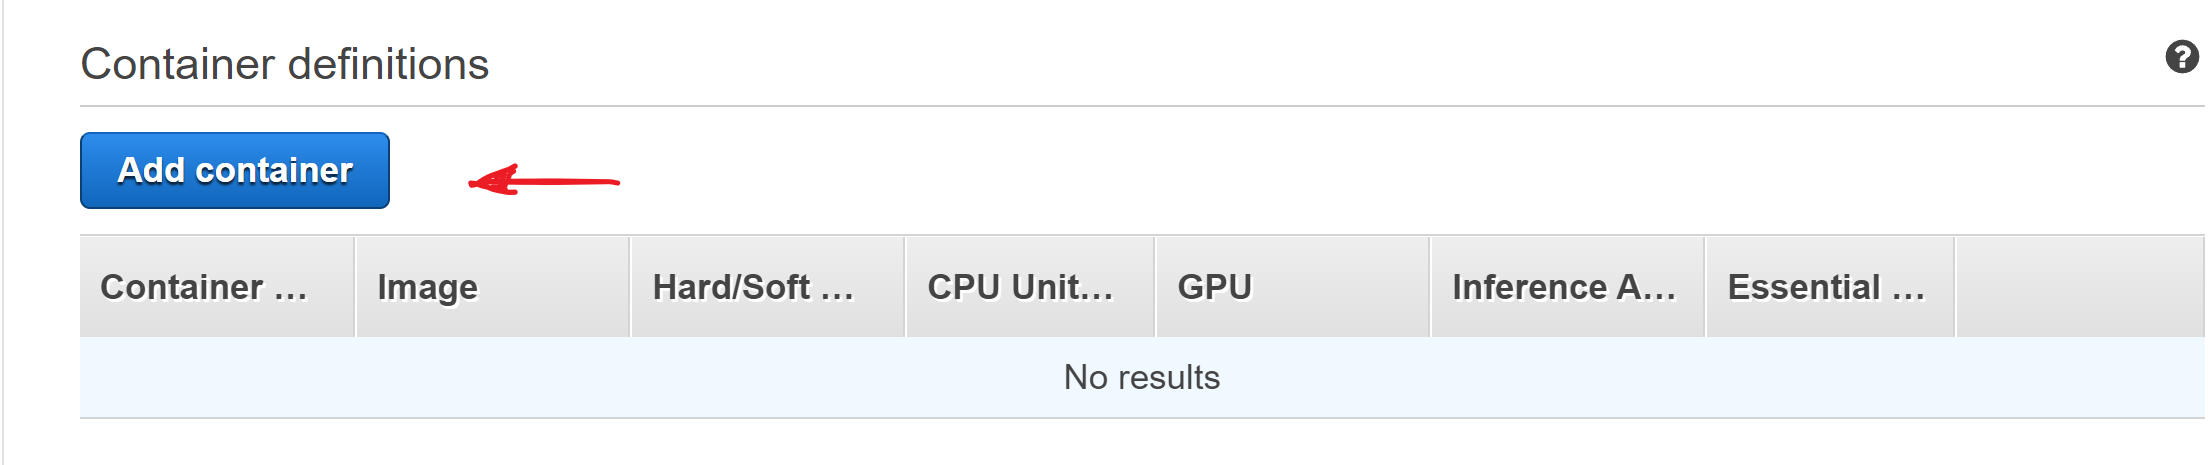 Container definitions
?
Add container
Container ... Image Hard/Soft ... CPU Unit... GPU Inference A... Essential ...
No results